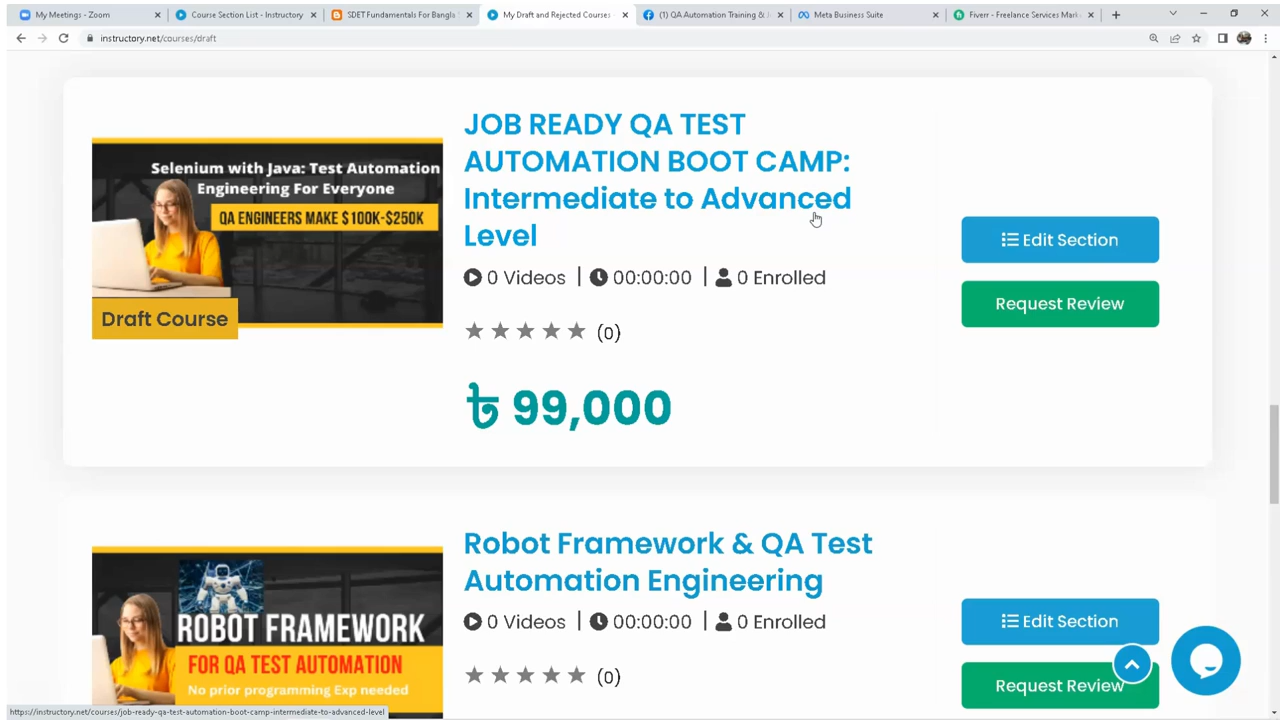 My Meetings - Zoom
Course Section List - Instructory
SDET Fundamentals For Bangla
My Draft and Rejected Courses
(1) QA Automation Training &
Meta Business Suite
Fiverr - Freelance Services Mark
instructory.net/courses/draft
Selenium with Java: Test Automation
Engineering For Everyone
QA ENGINEERS MAKE $100K-$250K
Draft Course
JOB READY QA TEST
AUTOMATION BOOT CAMP:
Intermediate to Advanced
Level
0 Videos | 00:00:00 | 0 Enrolled
(0)
৳ 99,000
Edit Section
Request Review
ROBOT FRAMEWORK
FOR QA TEST AUTOMATION
No prior programming Exp needed
Robot Framework & QA Test
Automation Engineering
0 Videos | 00:00:00 | 0 Enrolled
(0)
Edit Section
Request Review
https://instructory.net/courses/job-ready-qa-test-automation-boot-camp-intermediate-to-advanced-level